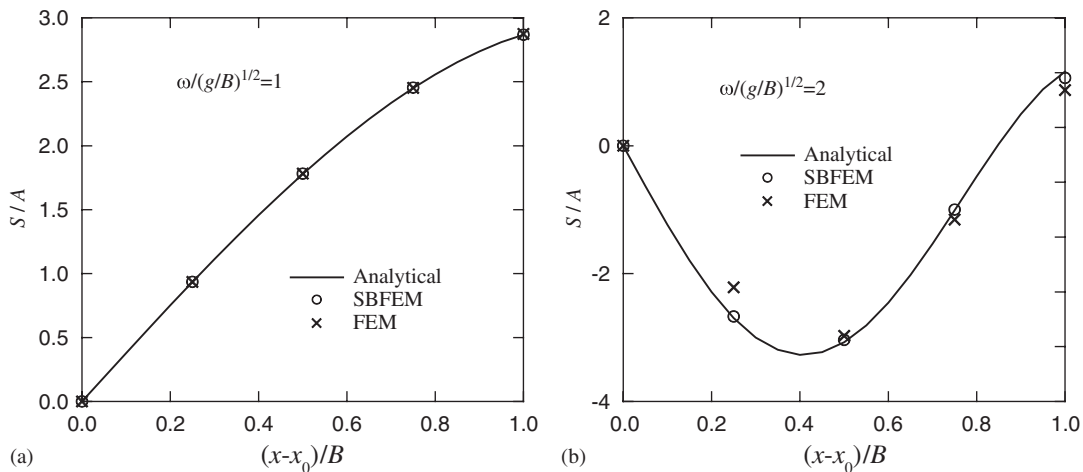 3.0
2.5
2.0
1.5
1.0
0.5
0.0
S / A
ω/(g/B)^{1/2}=1
Analytical
SBFEM
FEM
0.0 0.2 0.4 0.6 0.8 1.0
(a) (x-x₀)/B
2
0
-2
-4
S / A
ω/(g/B)^{1/2}=2
Analytical
SBFEM
FEM
0.0 0.2 0.4 0.6 0.8 1.0
(b) (x-x₀)/B